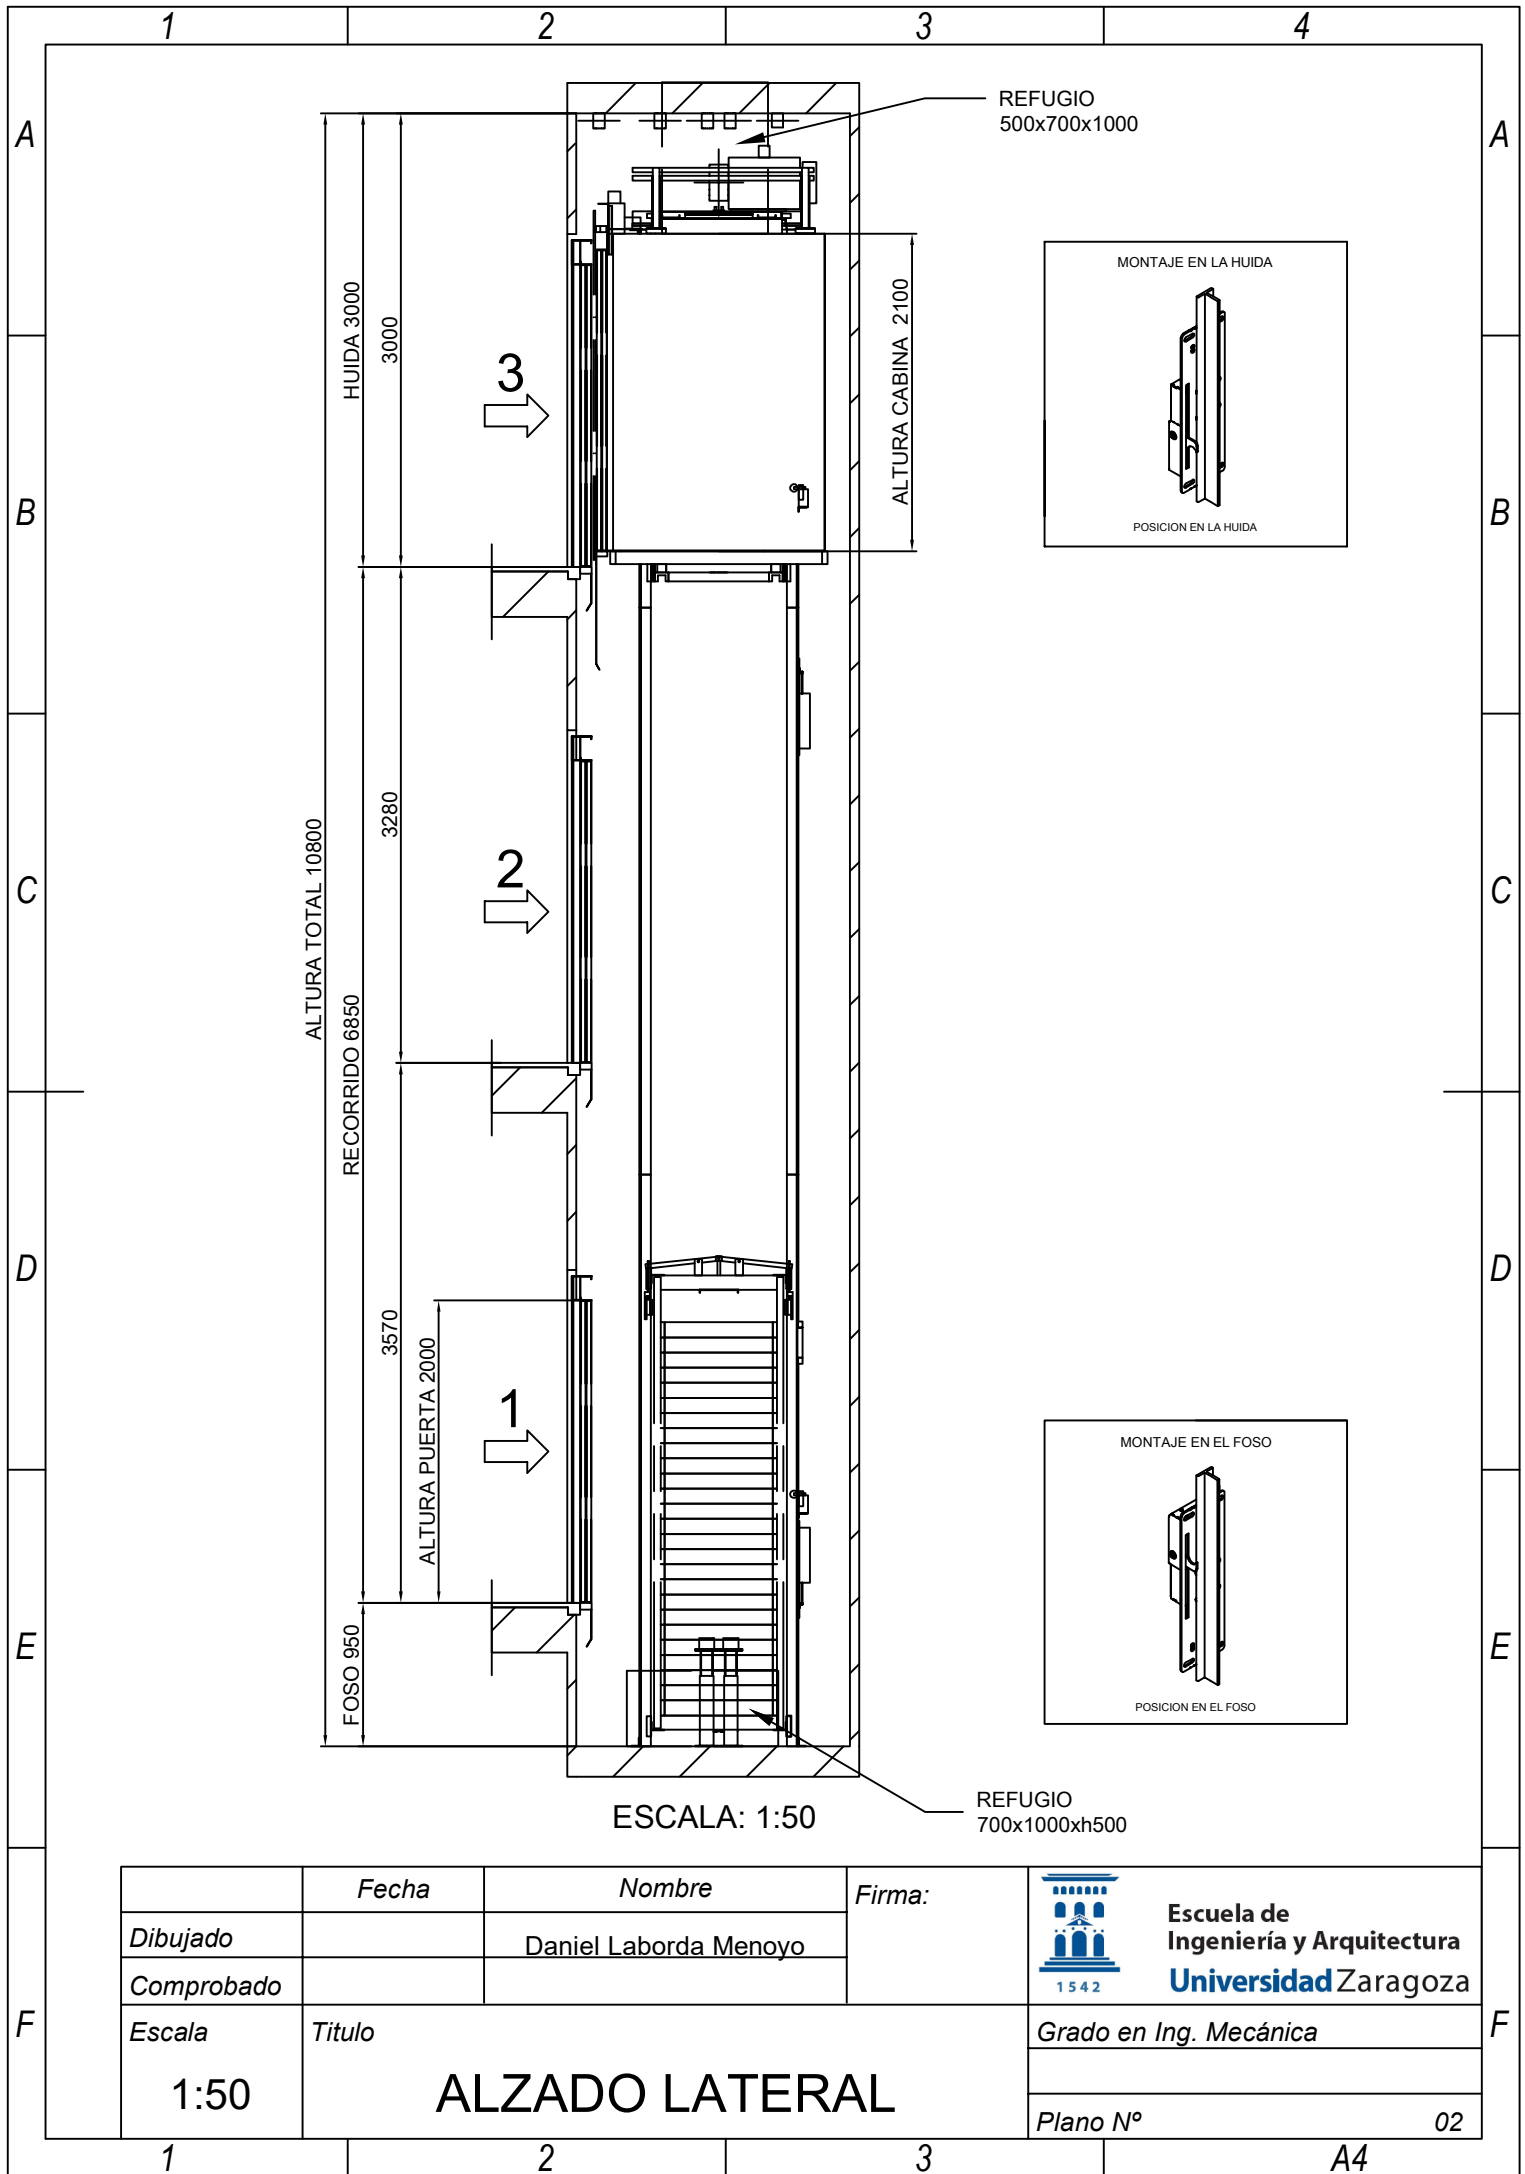 1
2
3
4
A
A
REFUGIO
500x700x1000
HUIDA 3000
3000
3
ALTURA CABINA 2100
MONTAJE EN LA HUIDA
POSICION EN LA HUIDA
B
B
ALTURA TOTAL 10800
RECORRIDO 6850
3280
2
C
C
D
D
3570
ALTURA PUERTA 2000
1
MONTAJE EN EL FOSO
POSICION EN EL FOSO
E
E
FOSO 950
ESCALA: 1:50
REFUGIO
700x1000xh500
Fecha
Nombre
Firma:
Dibujado
Daniel Laborda Menoyo
Comprobado
1542
Escuela de
Ingeniería y Arquitectura
Universidad Zaragoza
F
F
Escala
Titulo
Grado en Ing. Mecánica
1:50
ALZADO LATERAL
Plano Nº
02
1
2
3
A4